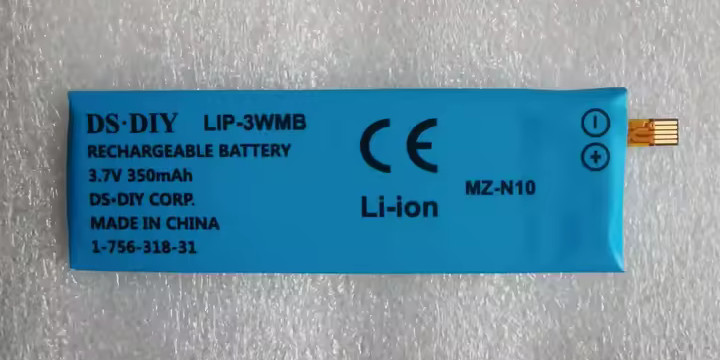 DS·DIY LIP-3WMB
RECHARGEABLE BATTERY
3.7V 350mAh
DS·DIY CORP.
MADE IN CHINA
1-756-318-31
CE
Li-ion
MZ-N10